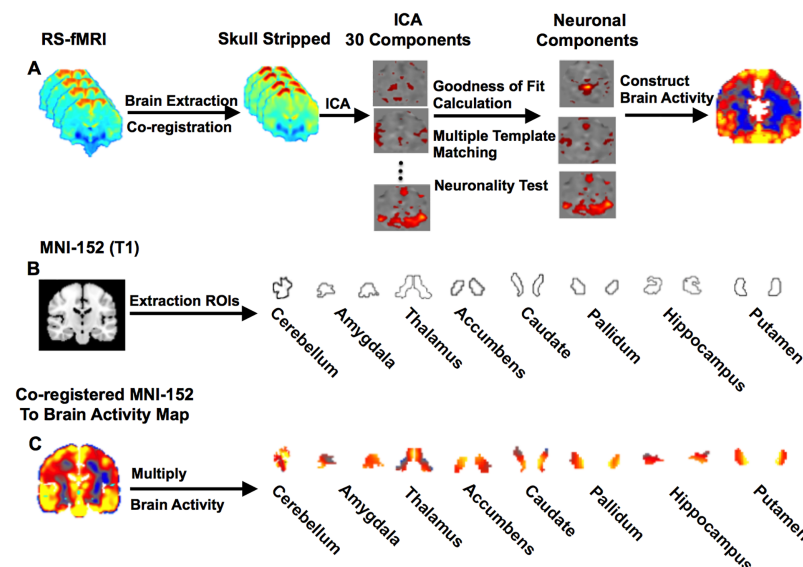 RS-fMRI
Skull Stripped
ICA
30 Components
Neuronal
Components
A
Brain Extraction
Co-registration
ICA
Goodness of Fit
Calculation
Multiple Template
Matching
Neuronality Test
Construct
Brain Activity
MNI-152 (T1)
B
Extraction ROIs
Cerebellum
Amygdala
Thalamus
Accumbens
Caudate
Pallidum
Hippocampus
Putamen
Co-registered MNI-152
To Brain Activity Map
C
Multiply
Brain Activity
Cerebellum
Amygdala
Thalamus
Accumbens
Caudate
Pallidum
Hippocampus
Putamen